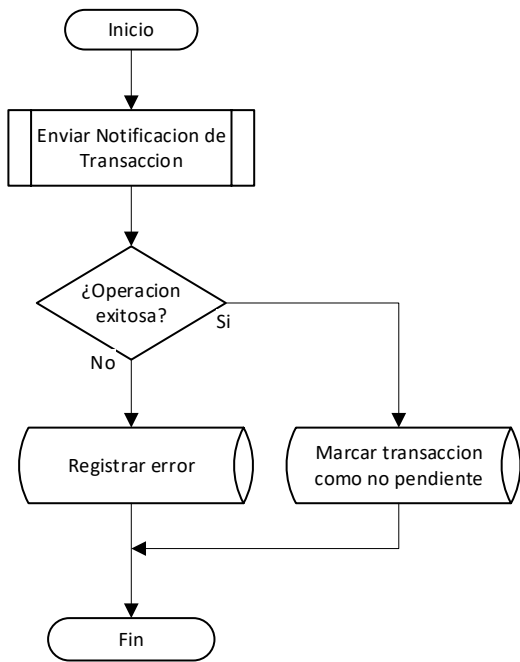 Inicio
Enviar Notificacion de
Transaccion
¿Operacion
exitosa?
Si
No
Registrar error
Marcar transaccion
como no pendiente
Fin